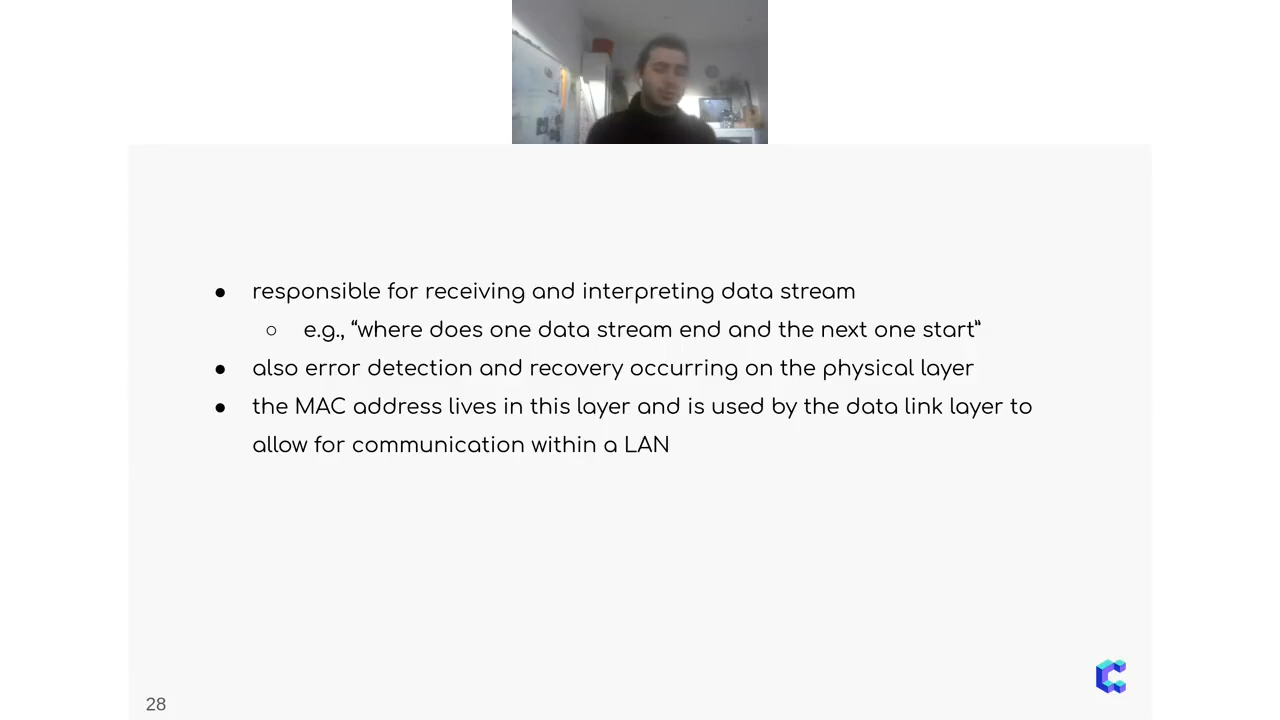 ● responsible for receiving and interpreting data stream
○ e.g., “where does one data stream end and the next one start”
● also error detection and recovery occurring on the physical layer
● the MAC address lives in this layer and is used by the data link layer to
allow for communication within a LAN
28